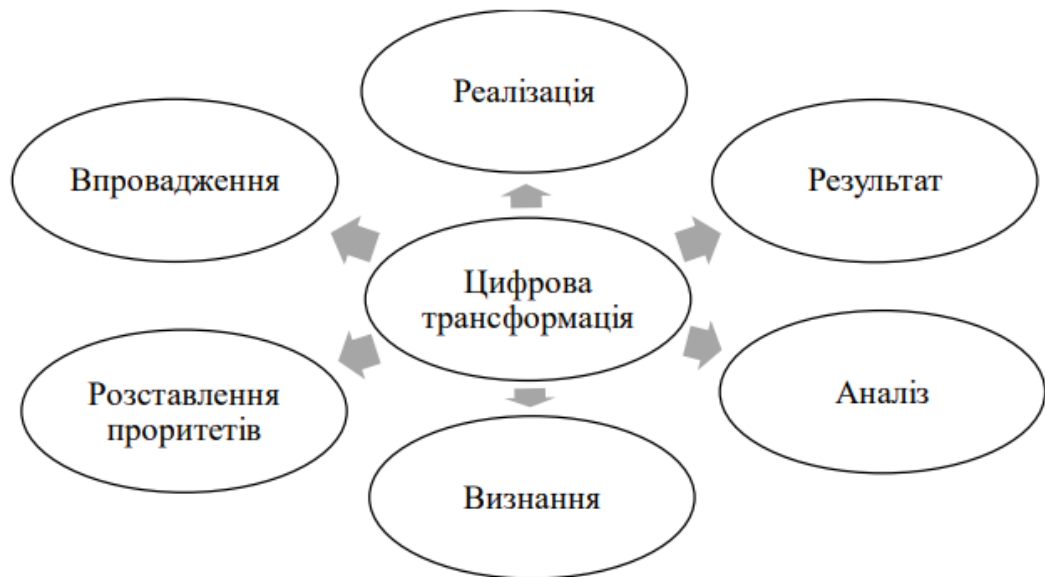 Реалізація
Впровадження
Результат
Цифрова
трансформація
Розставлення
проритетів
Аналіз
Визнання